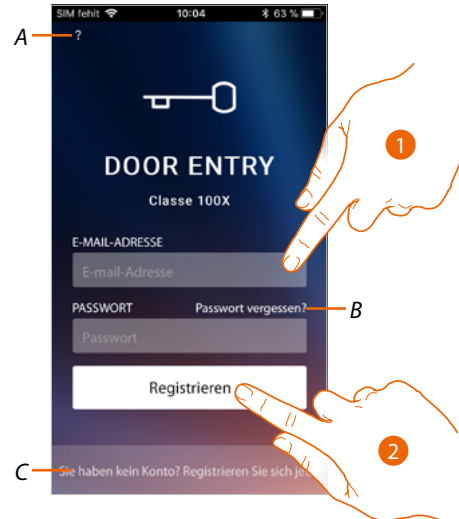 SIM fehlt 10:04 63 %
A
?
DOOR ENTRY
Classe 100X
1
E-MAIL-ADRESSE
E-mail-Adresse
PASSWORT Passwort vergessen?
B
Passwort
Registrieren
2
C
Sie haben kein Konto? Registrieren Sie sich